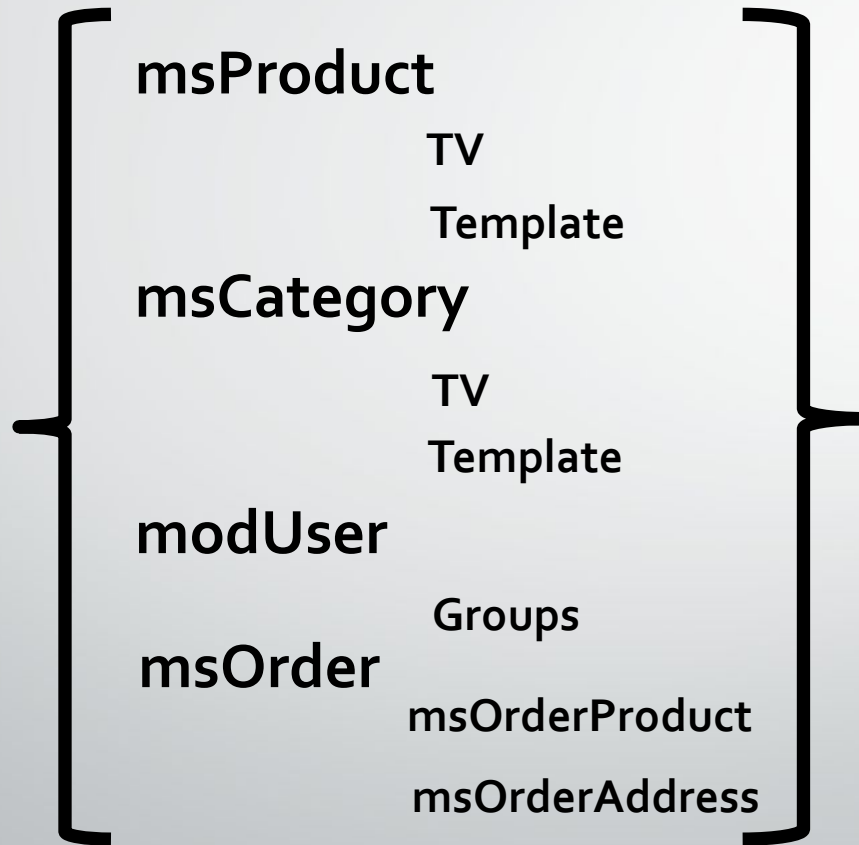 msProduct
TV
Template
msCategory
TV
Template
modUser
Groups
msOrder
msOrderProduct
msOrderAddress